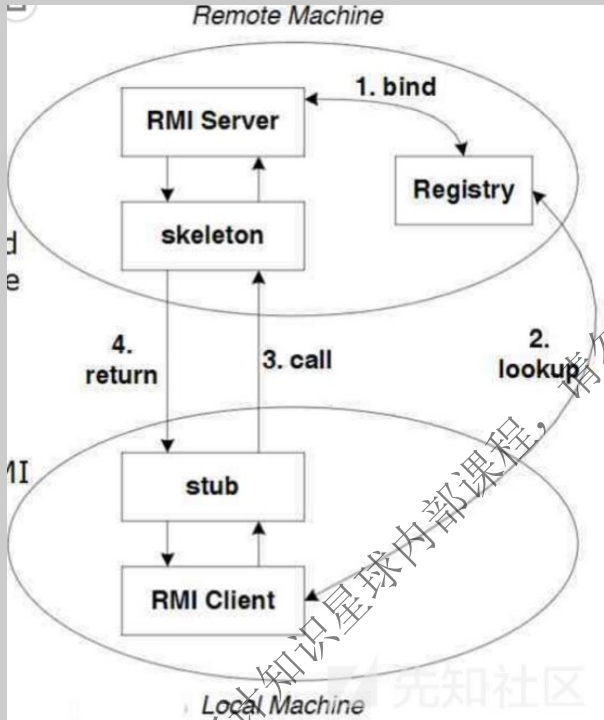 Remote Machine
1. bind
RMI Server
Registry
skeleton
d
e
4.
return
3. call
2.
lookup
MI
stub
RMI Client
Local Machine
知识星球内部课程，请勿
先知社区